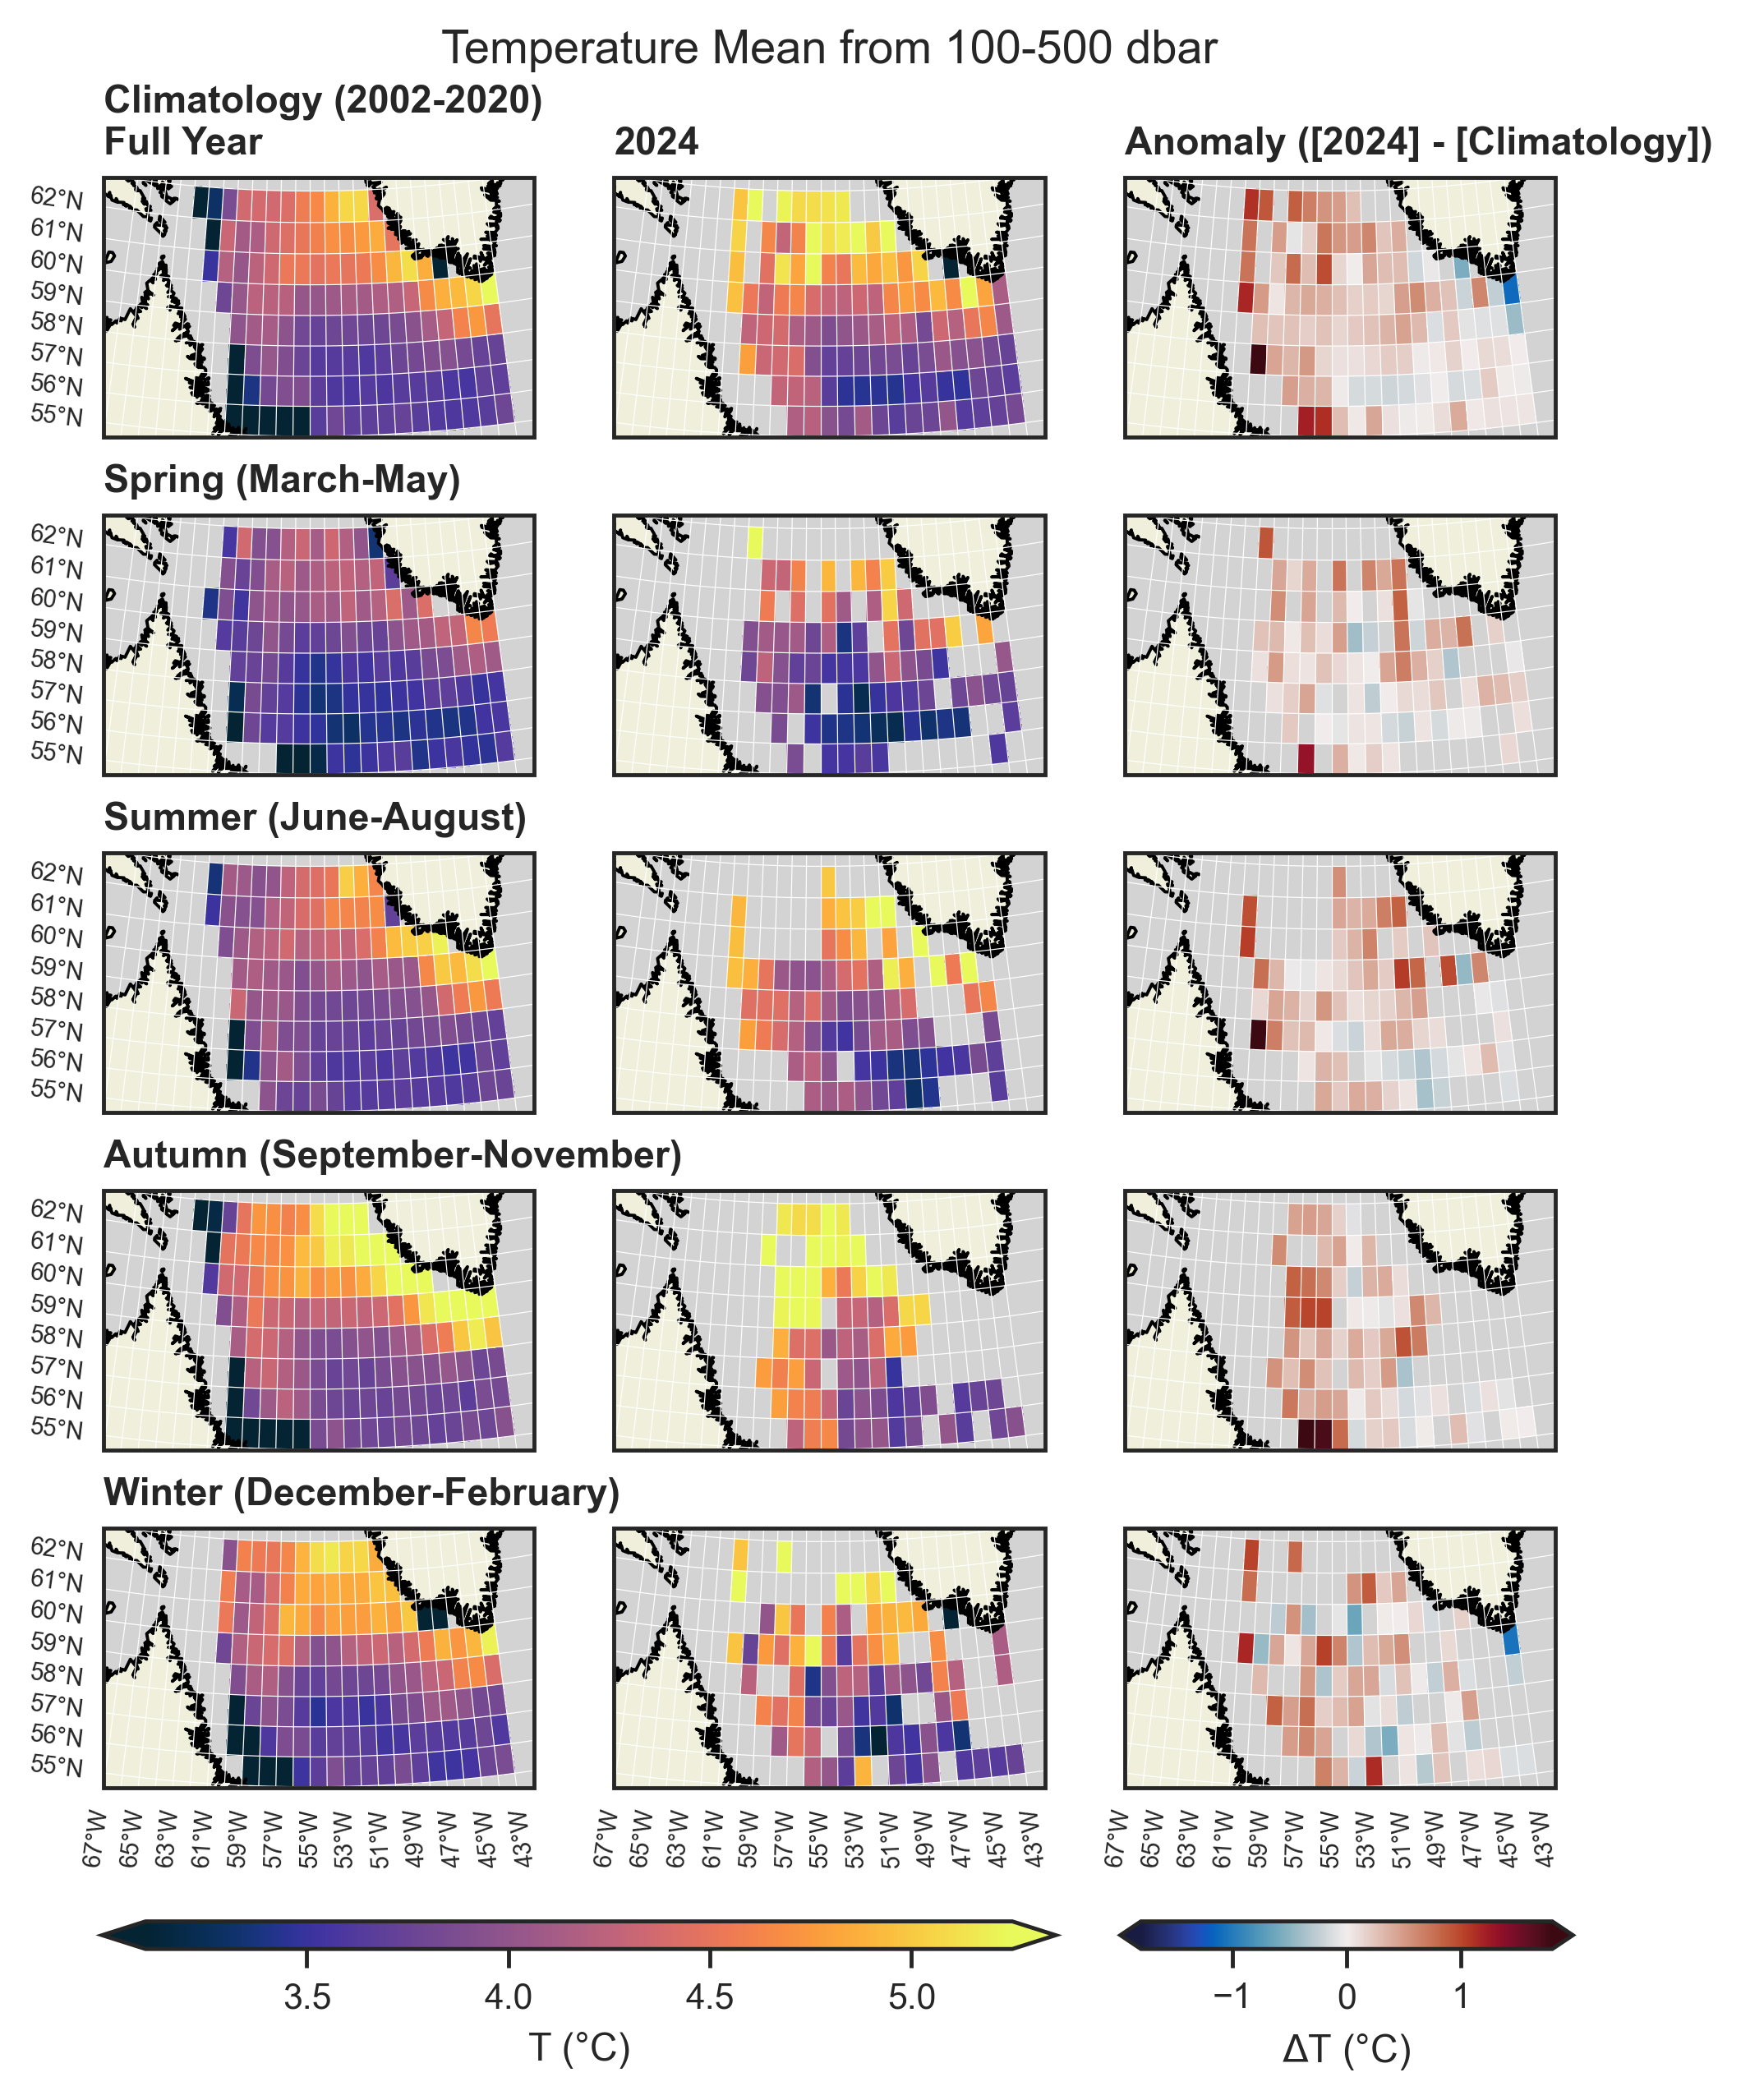 Temperature Mean from 100-500 dbar
Climatology (2002-2020)
Full Year
2024
Anomaly ([2024] - [Climatology])
62°N
61°N
60°N
59°N
58°N
57°N
56°N
55°N
Spring (March-May)
62°N
61°N
60°N
59°N
58°N
57°N
56°N
55°N
Summer (June-August)
62°N
61°N
60°N
59°N
58°N
57°N
56°N
55°N
Autumn (September-November)
62°N
61°N
60°N
59°N
58°N
57°N
56°N
55°N
Winter (December-February)
62°N
61°N
60°N
59°N
58°N
57°N
56°N
55°N
67°W 65°W 63°W 61°W 59°W 57°W 55°W 53°W 51°W 49°W 47°W 45°W 43°W
67°W 65°W 63°W 61°W 59°W 57°W 55°W 53°W 51°W 49°W 47°W 45°W 43°W
67°W 65°W 63°W 61°W 59°W 57°W 55°W 53°W 51°W 49°W 47°W 45°W 43°W
3.5 4.0 4.5 5.0
T (°C)
−1 0 1
ΔT (°C)